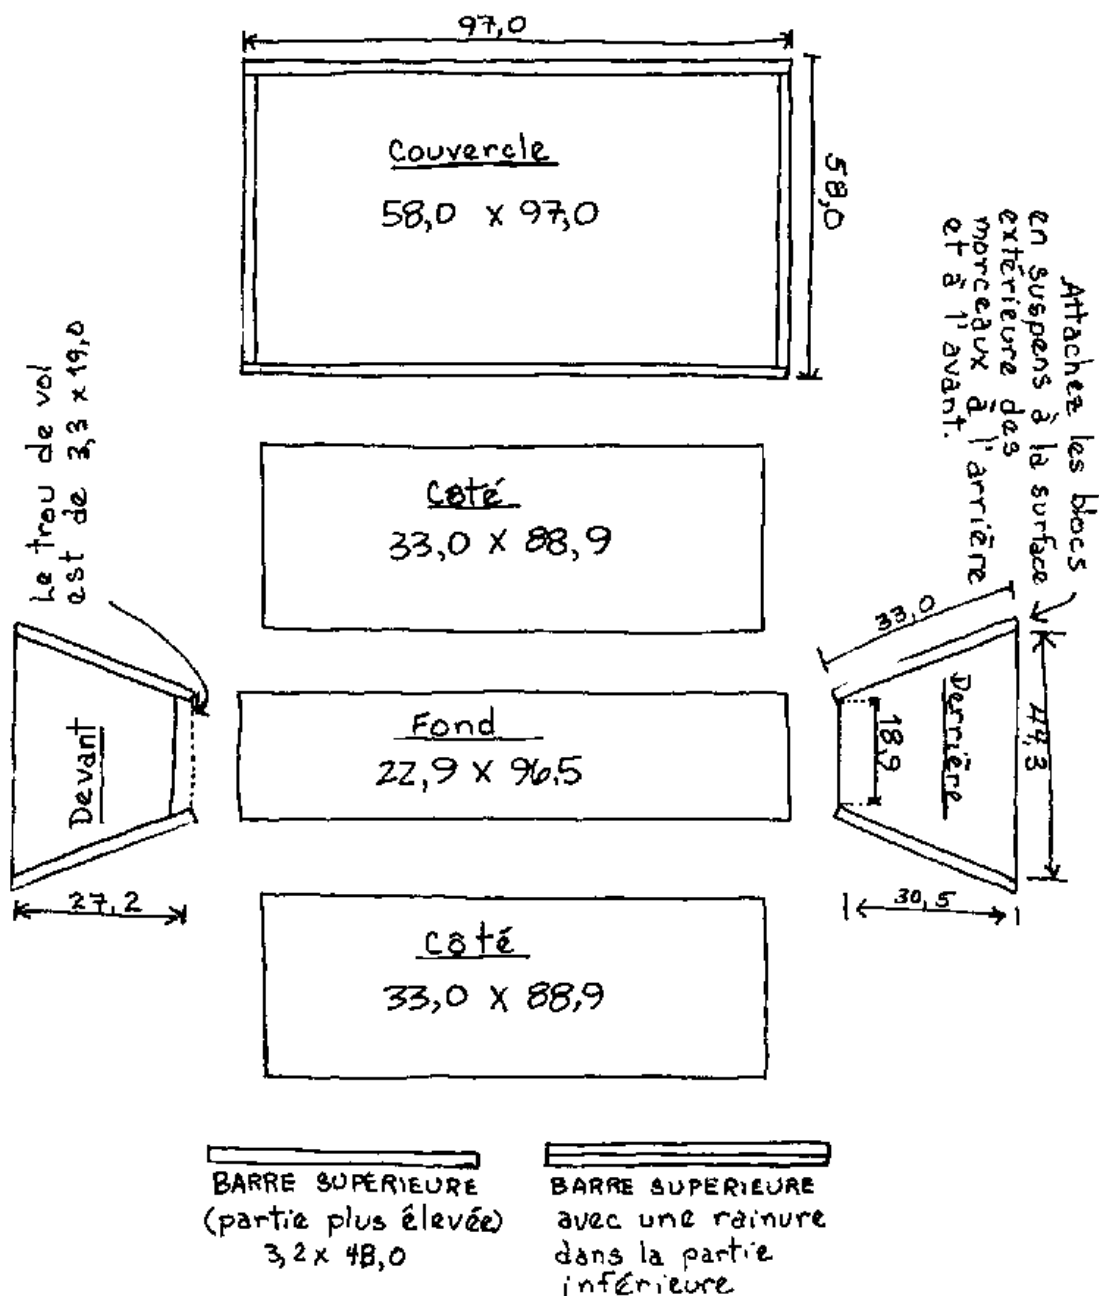 97,0
Couvercle
58,0 x 97,0
58,0
Attachez les blocs
en suspens à la surface
extérieure des
morceaux à l'arrière
et à l'avant.
Le trou de vol
est de 3,3 x 19,0
Côté
33,0 x 88,9
33,0
Devant
Fond
22,9 x 96,5
18,9
Derrière
44,3
27,2
30,5
Côté
33,0 x 88,9
BARRE SUPÉRIEURE
(partie plus élevée)
3,2 x 48,0
BARRE SUPERIEURE
avec une rainure
dans la partie
inférieure